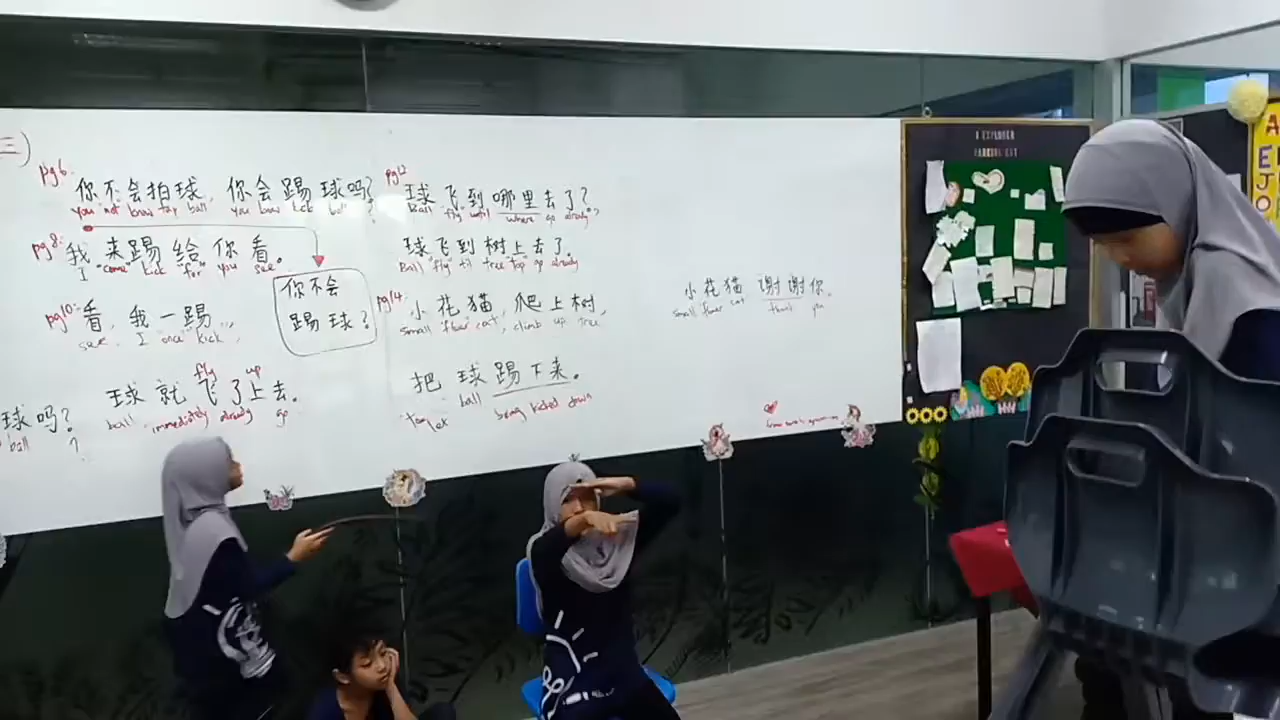 三)
pg6:
你不会拍球，你会踢球吗？
you not know tap ball, you know kick ball ?
pg8:
我 来 踢 给 你 看。
I "come" kick "for" you see.
你不会
踢球？
pg10: 看，我一踢，
see, I once kick,
fly up
球 就 飞 了 上 去。
ball immediately already go
球吗？
ball ?
pg12
球 飞 到 哪里去了？
Ball fly until where go already?
球飞到树上去了。
Ball fly til tree top go already
pg14: 小 花 猫，爬 上 树，
small flower cat, climb up tree,
把 球 踢 下 来。
ball being kicked down
小 花 猫 谢 谢 你。
small flower cat thank you
PARKING LOT
A
E
J
O